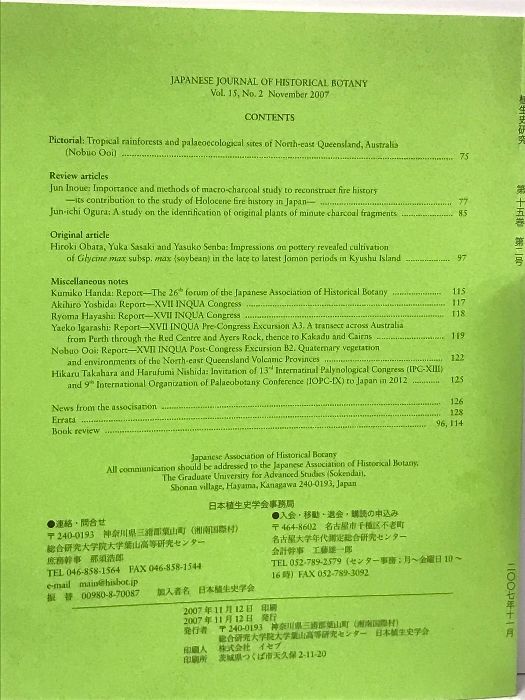 JAPANESE JOURNAL OF HISTORICAL BOTANY
Vol. 15, No. 2 November 2007
CONTENTS
Pictorial: Tropical rainforests and palaeoecological sites of North-east Queensland, Australia
(Nobuo Ooi) 75
Review articles
Jun Inoue: Importance and methods of macro-charcoal study to reconstruct fire history
—its contribution to the study of Holocene fire history in Japan— 77
Jun-ichi Ogura: A study on the identification of original plants of minute charcoal fragments 85
Original article
Hiroki Obata, Yuka Sasaki and Yasuko Senba: Impressions on pottery revealed cultivation
of Glycine max subsp. max (soybean) in the late to latest Jomon periods in Kyushu Island 97
Miscellaneous notes
Kumiko Handa: Report—The 26th forum of the Japanese Association of Historical Botany 115
Akihiro Yoshida: Report—XVII INQUA Congress 117
Ryoma Hayashi: Report—XVII INQUA Congress 118
Yaeko Igarashi: Report—XVII INQUA Pre-Congress Excursion A3. A transect across Australia
from Perth through the Red Centre and Ayers Rock, thence to Kakadu and Cairns 119
Nobuo Ooi: Report—XVII INQUA Post-Congress Excursion B2. Quaternary vegetation
and environments of the North-east Queensland Volcanic Provinces 122
Hikaru Takahara and Harufumi Nishida: Invitation of 13th Internatinal Palynological Congress (IPC-XIII)
and 9th International Organization of Palaeobotany Conference (IOPC-IX) to Japan in 2012 125
News from the associsation 126
Errata 128
Book review 96, 114
Japanese Association of Historical Botany
All communication should be addressed to the Japanese Association of Historical Botany,
The Graduate University for Advanced Studies (Sokendai),
Shonan village, Hayama, Kanagawa 240-0193, Japan
日本植生史学会事務局
●連絡・問合せ
〒240-0193 神奈川県三浦郡葉山町(湘南国際村)
総合研究大学院大学葉山高等研究センター
庶務幹事 那須浩郎
TEL 046-858-1564 FAX 046-858-1544
e-mail main@hisbot.jp
振 替 00980-8-70087 加入者名 日本植生史学会
●入会・移動・退会・購読の申込み
〒464-8602 名古屋市千種区不老町
名古屋大学年代測定総合研究センター
会計幹事 工藤雄一郎
TEL 052-789-2579(センター事務;月~金曜日10~
16時)FAX 052-789-3092
2007年11月12日 印刷
2007年11月12日 発行
発行者 〒240-0193 神奈川県三浦郡葉山町(湘南国際村)
総合研究大学院大学葉山高等研究センター 日本植生史学会
印刷人 株式会社 イセブ
印刷所 茨城県つくば市天久保2-11-20
植生史研究
第十五巻 第二号
二〇〇七年十一月